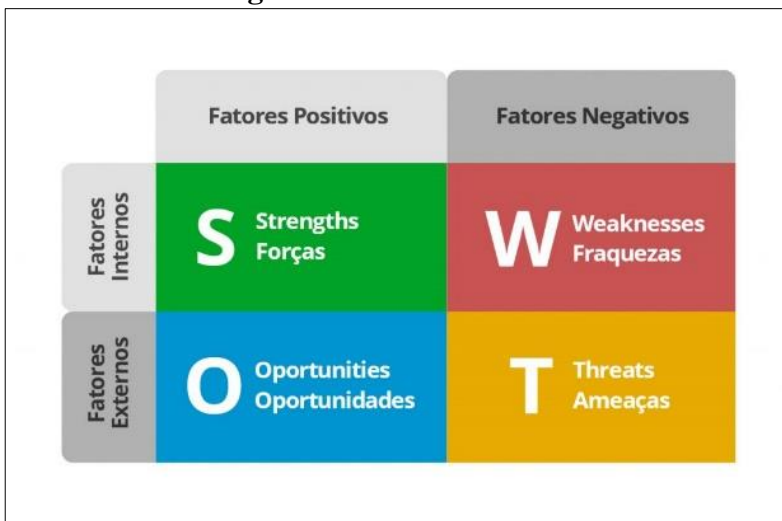 Fatores Positivos
Fatores Negativos
Fatores
Internos
S
Strengths
Forças
W
Weaknesses
Fraquezas
Fatores
Externos
O
Oportunities
Oportunidades
T
Threats
Ameaças